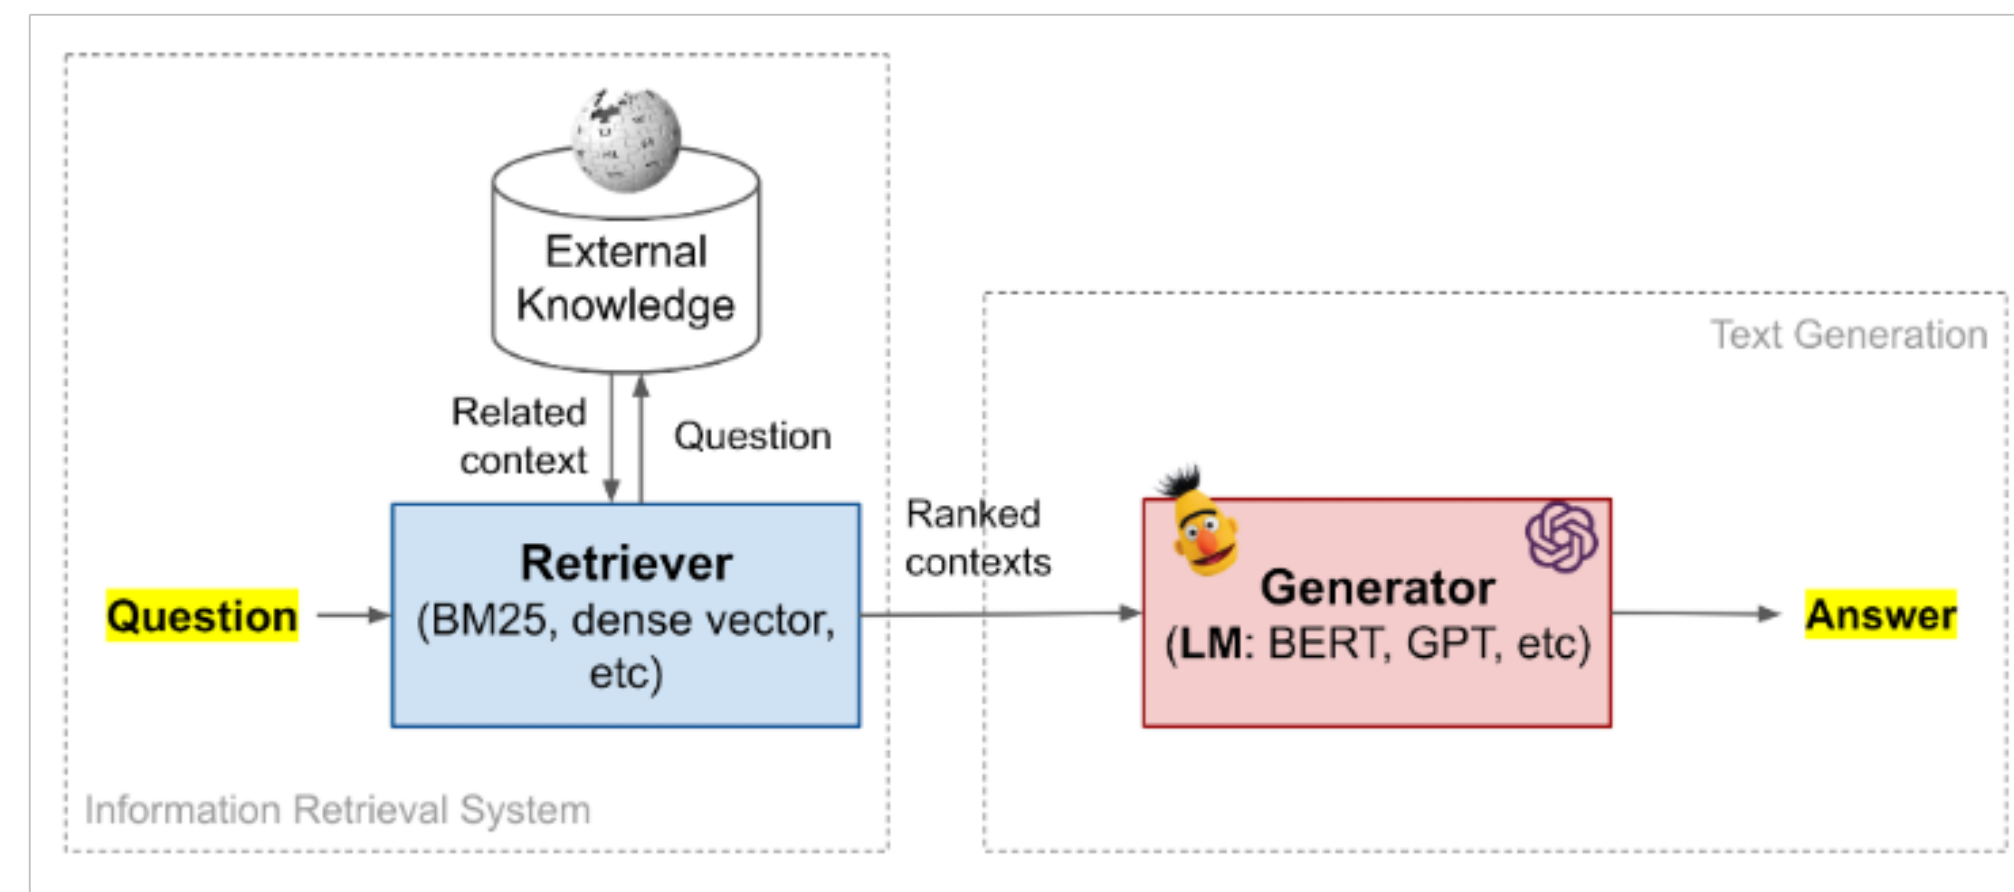 External
Knowledge
Text Generation
Related
context
Question
Ranked
contexts
Question
Retriever
(BM25, dense vector,
etc)
Generator
(LM: BERT, GPT, etc)
Answer
Information Retrieval System